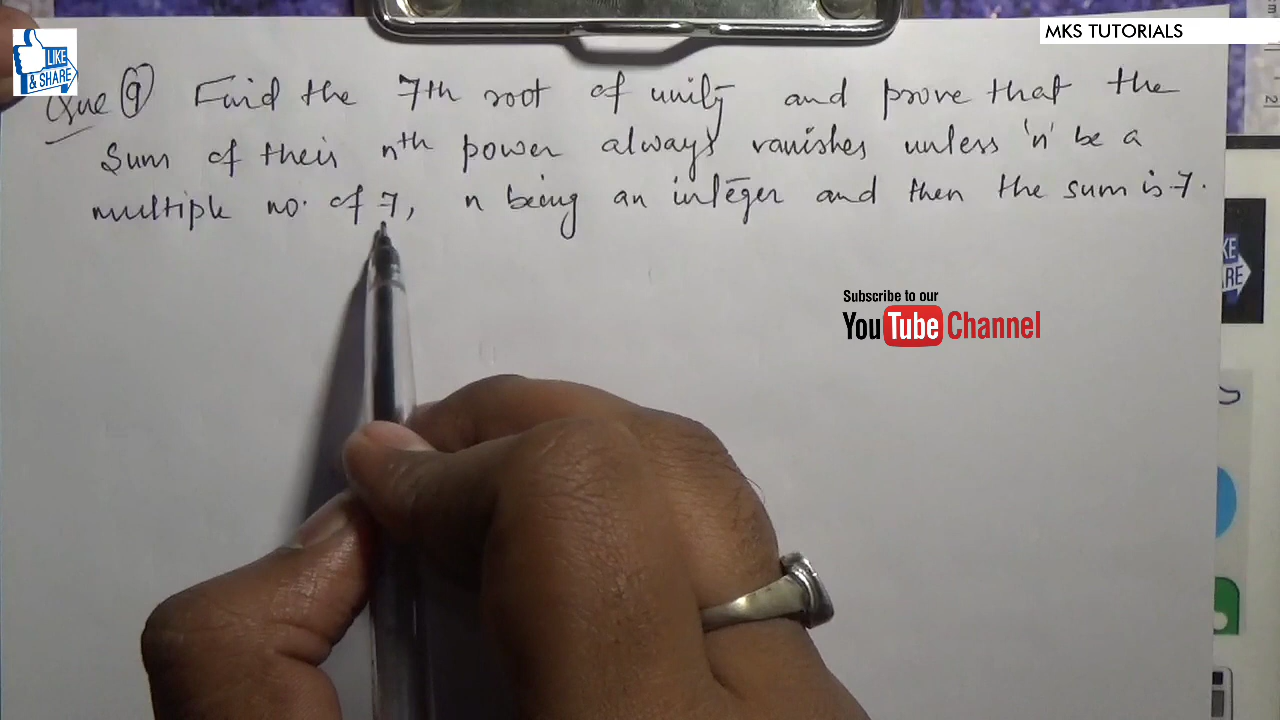 MKS TUTORIALS
LIKE
& SHARE
Que 9 Find the 7th root of unity and prove that the
Sum of their nth power always vanishes unless 'n' be a
multiple no. of 7, n being an integer and then the sum is 7.
Subscribe to our
YouTube Channel